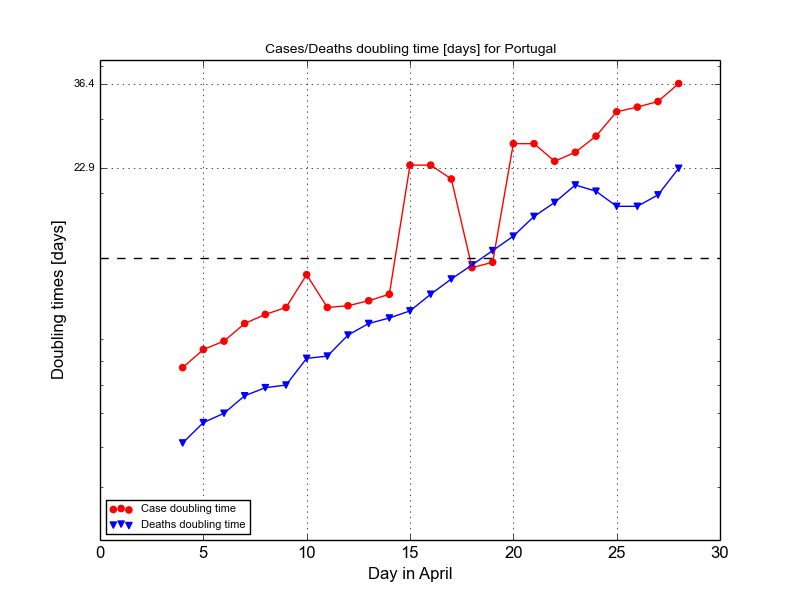 Cases/Deaths doubling time [days] for Portugal
36.4
22.9
Doubling times [days]
Case doubling time
Deaths doubling time
0 5 10 15 20 25 30
Day in April